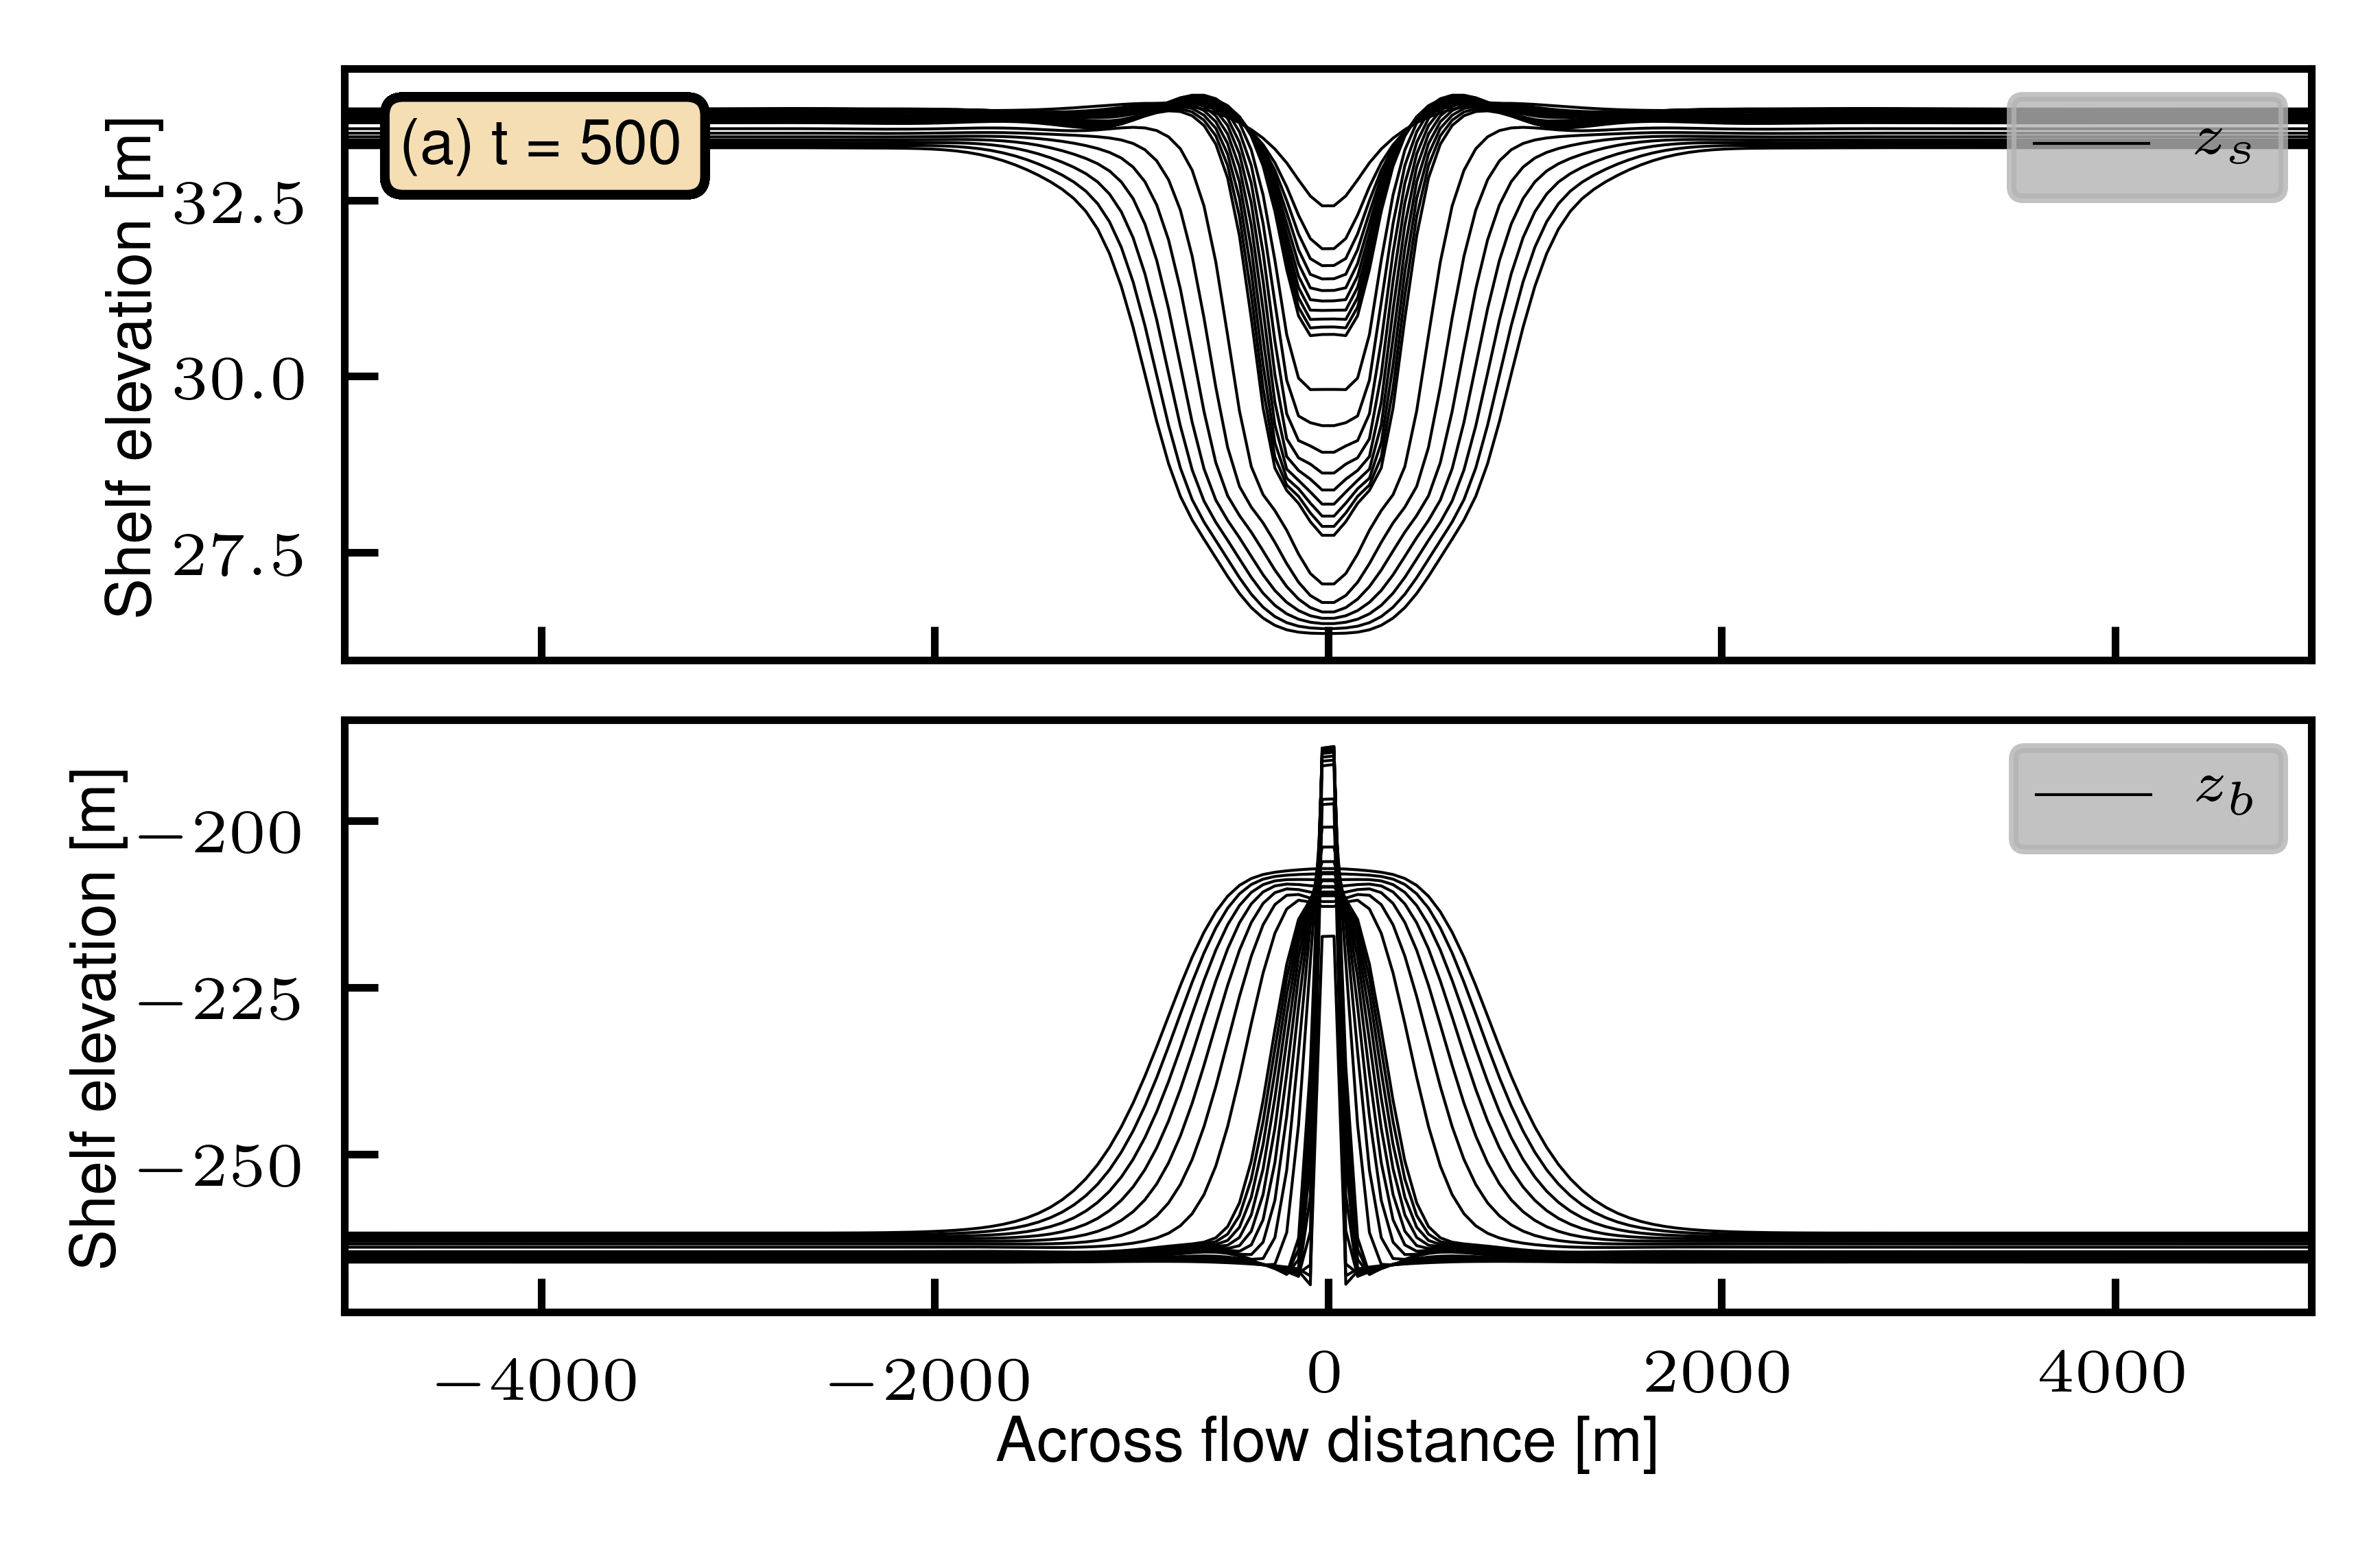 Shelf elevation [m]
32.5
30.0
27.5
(a) t = 500
z_s
Shelf elevation [m]
−200
−225
−250
z_b
−4000 −2000 0 2000 4000
Across flow distance [m]